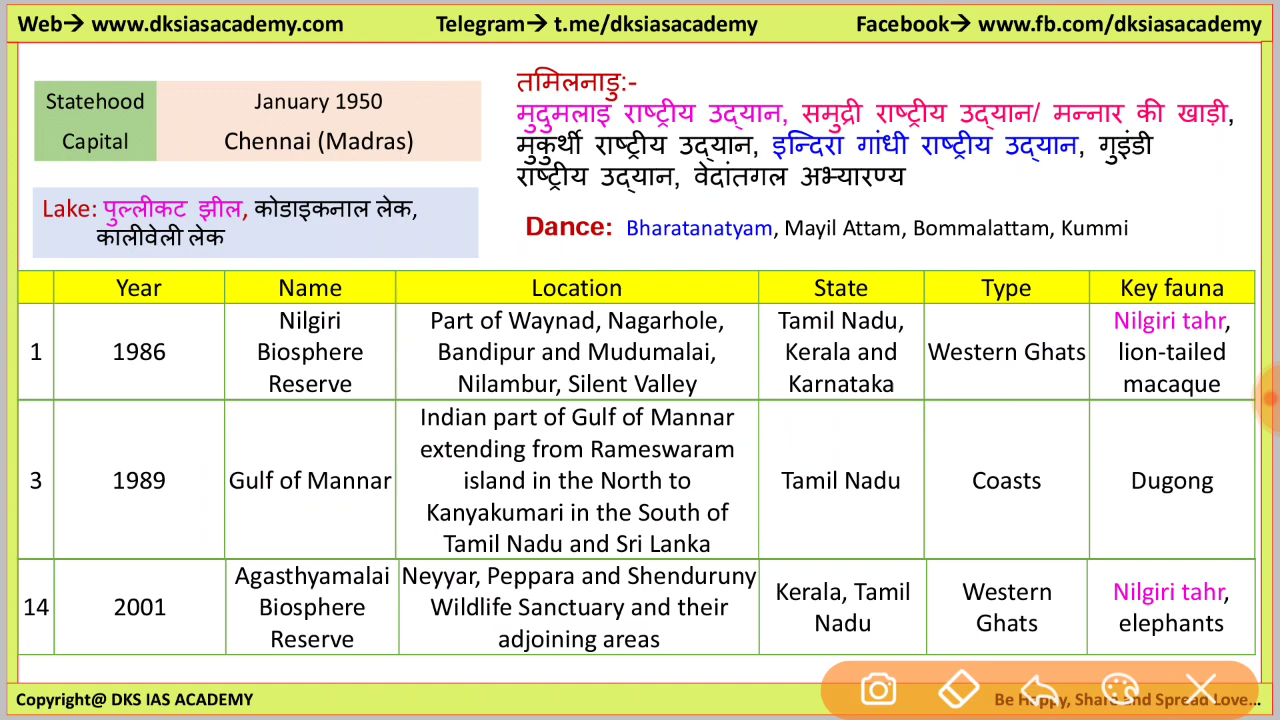 Web→ www.dksiasacademy.com Telegram→ t.me/dksiasacademy Facebook→ www.fb.com/dksiasacademy
Statehood January 1950
Capital Chennai (Madras)
Lake: पुल्लीकट झील, कोडाइकनाल लेक,
कालीवेली लेक
तमिलनाडु:-
मुदुमलाइ राष्ट्रीय उद्यान, समुद्री राष्ट्रीय उद्यान/ मन्नार की खाड़ी,
मुकुर्थी राष्ट्रीय उद्यान, इन्दिरा गांधी राष्ट्रीय उद्यान, गुइंडी
राष्ट्रीय उद्यान, वेदांतगल अभ्यारण्य
Dance: Bharatanatyam, Mayil Attam, Bommalattam, Kummi
Year Name Location State Type Key fauna
Nilgiri Part of Waynad, Nagarhole, Tamil Nadu, Nilgiri tahr,
1 1986 Biosphere Bandipur and Mudumalai, Kerala and Western Ghats lion-tailed
Reserve Nilambur, Silent Valley Karnataka macaque
Indian part of Gulf of Mannar
extending from Rameswaram
3 1989 Gulf of Mannar island in the North to Tamil Nadu Coasts Dugong
Kanyakumari in the South of
Tamil Nadu and Sri Lanka
Agasthyamalai Neyyar, Peppara and Shenduruny Kerala, Tamil Western Nilgiri tahr,
14 2001 Biosphere Wildlife Sanctuary and their Nadu Ghats elephants
Reserve adjoining areas
Copyright@ DKS IAS ACADEMY Be Happy, Share and Spread Love...